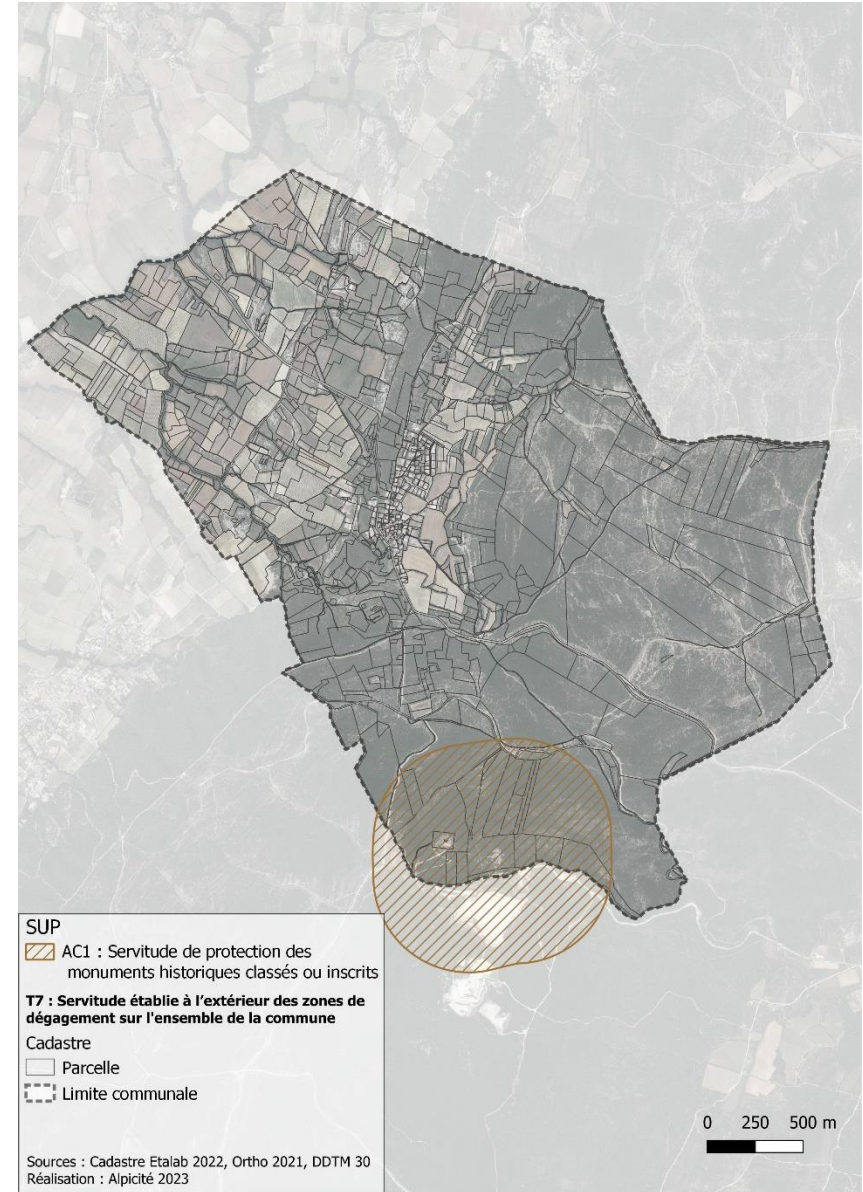 SUP
AC1 : Servitude de protection des
monuments historiques classés ou inscrits
T7 : Servitude établie à l'extérieur des zones de
dégagement sur l'ensemble de la commune
Cadastre
Parcelle
Limite communale
Sources : Cadastre Etalab 2022, Ortho 2021, DDTM 30
Réalisation : Alpicité 2023
0 250 500 m